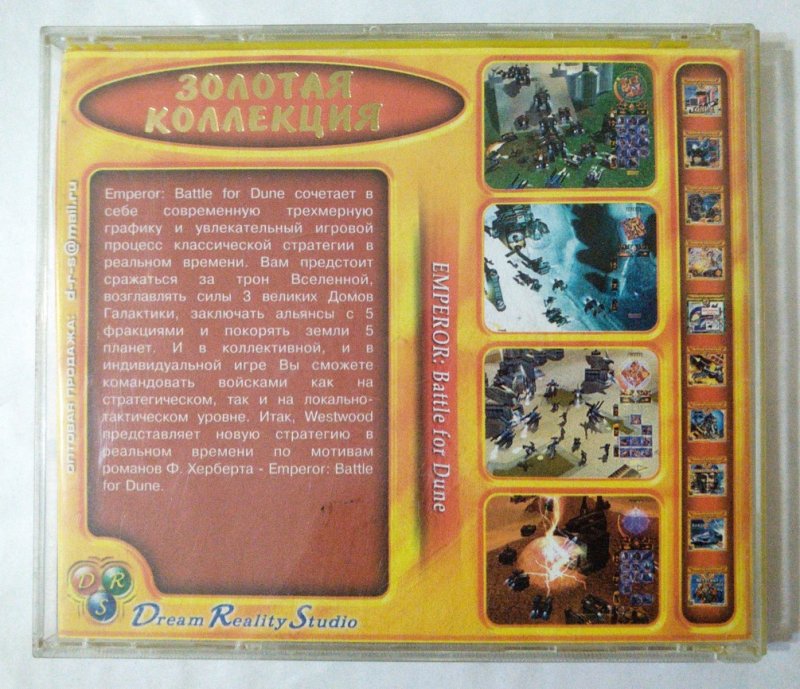 ЗОЛОТАЯ
КОЛЛЕКЦИЯ
Emperor: Battle for Dune сочетает в
себе современную трехмерную
графику и увлекательный игровой
процесс классической стратегии в
реальном времени. Вам предстоит
сражаться за трон Вселенной,
возглавлять силы 3 великих Домов
Галактики, заключать альянсы с 5
фракциями и покорять земли 5
планет. И в коллективной, и в
индивидуальной игре Вы сможете
командовать войсками как на
стратегическом, так и на локально-
тактическом уровне. Итак, Westwood
представляет новую стратегию в
реальном времени по мотивам
романов Ф. Херберта - Emperor: Battle
for Dune.
ОПТОВАЯ ПРОДАЖА: d-r-s@mail.ru
EMPEROR: Battle for Dune
D R
S
Dream Reality Studio